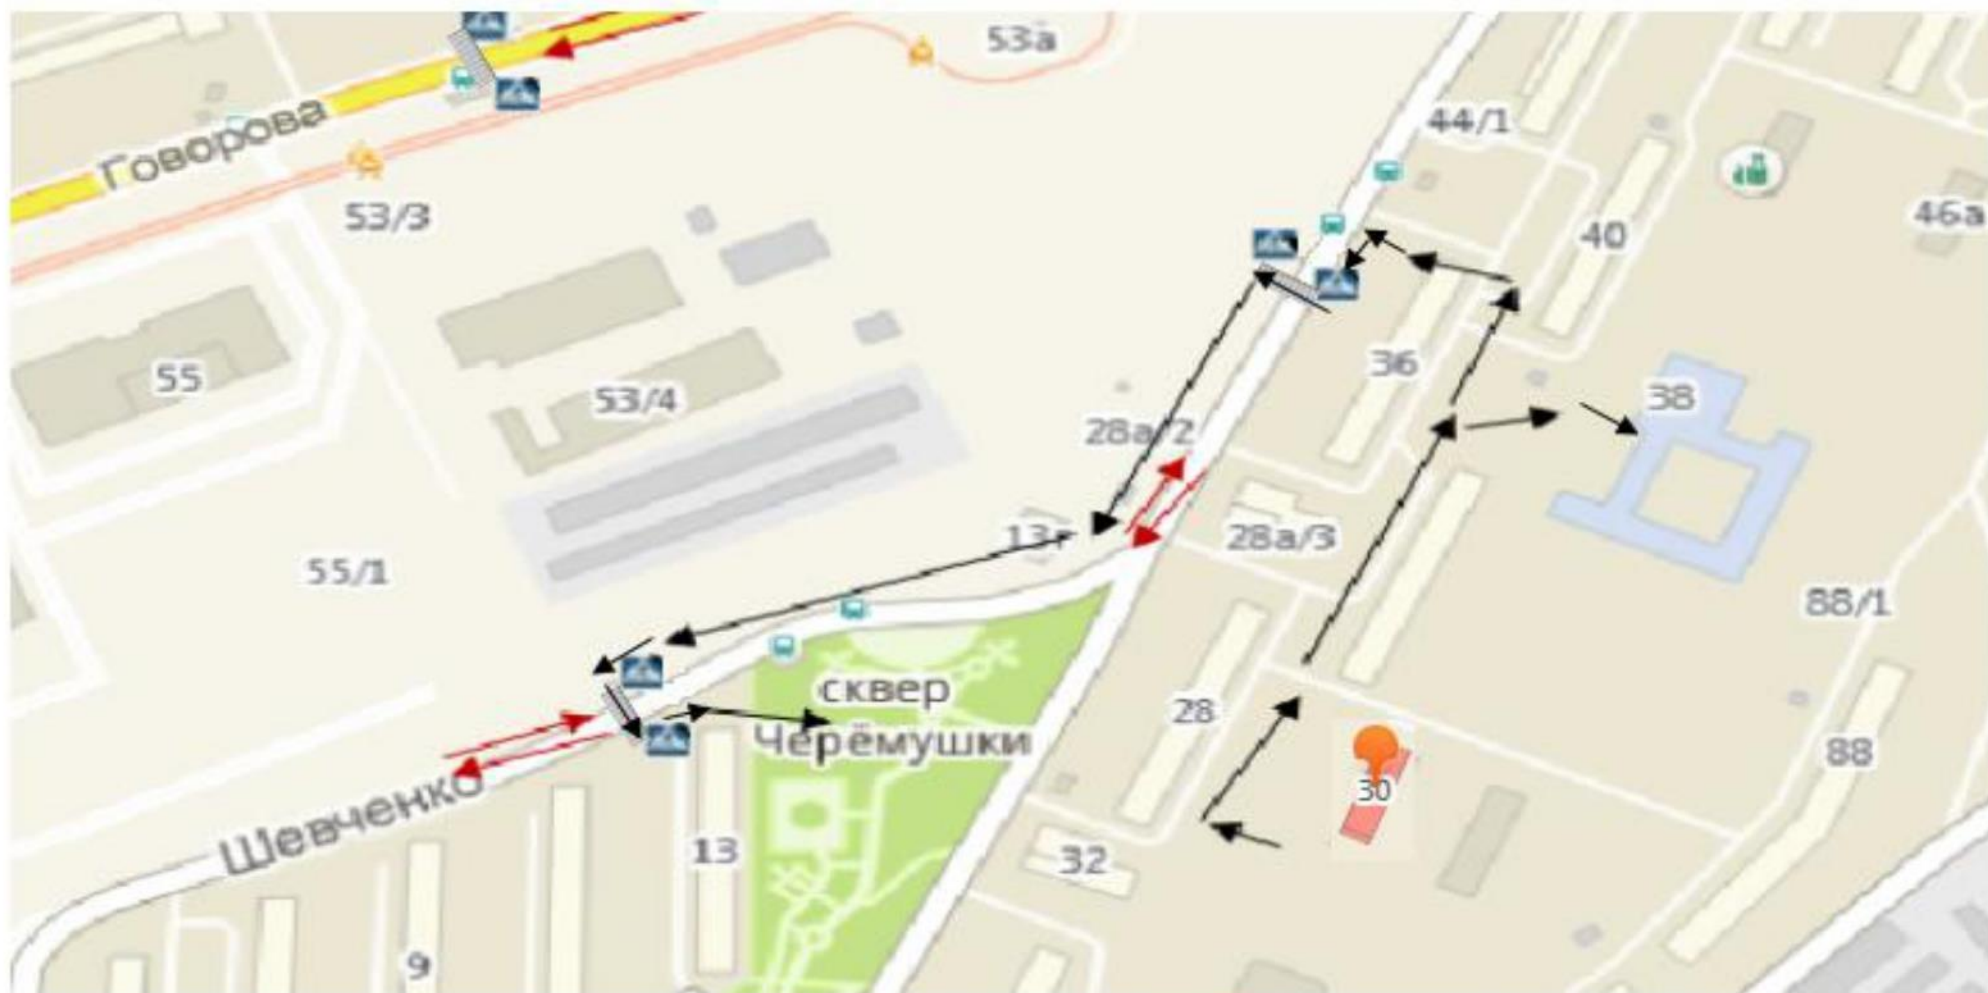 53а
Говорова
44/1
53/3
40
46а
55
53/4
36
38
28а/2
13г
28а/3
55/1
88/1
сквер
Черёмушки
28
88
30
Шевченко
13
32
9